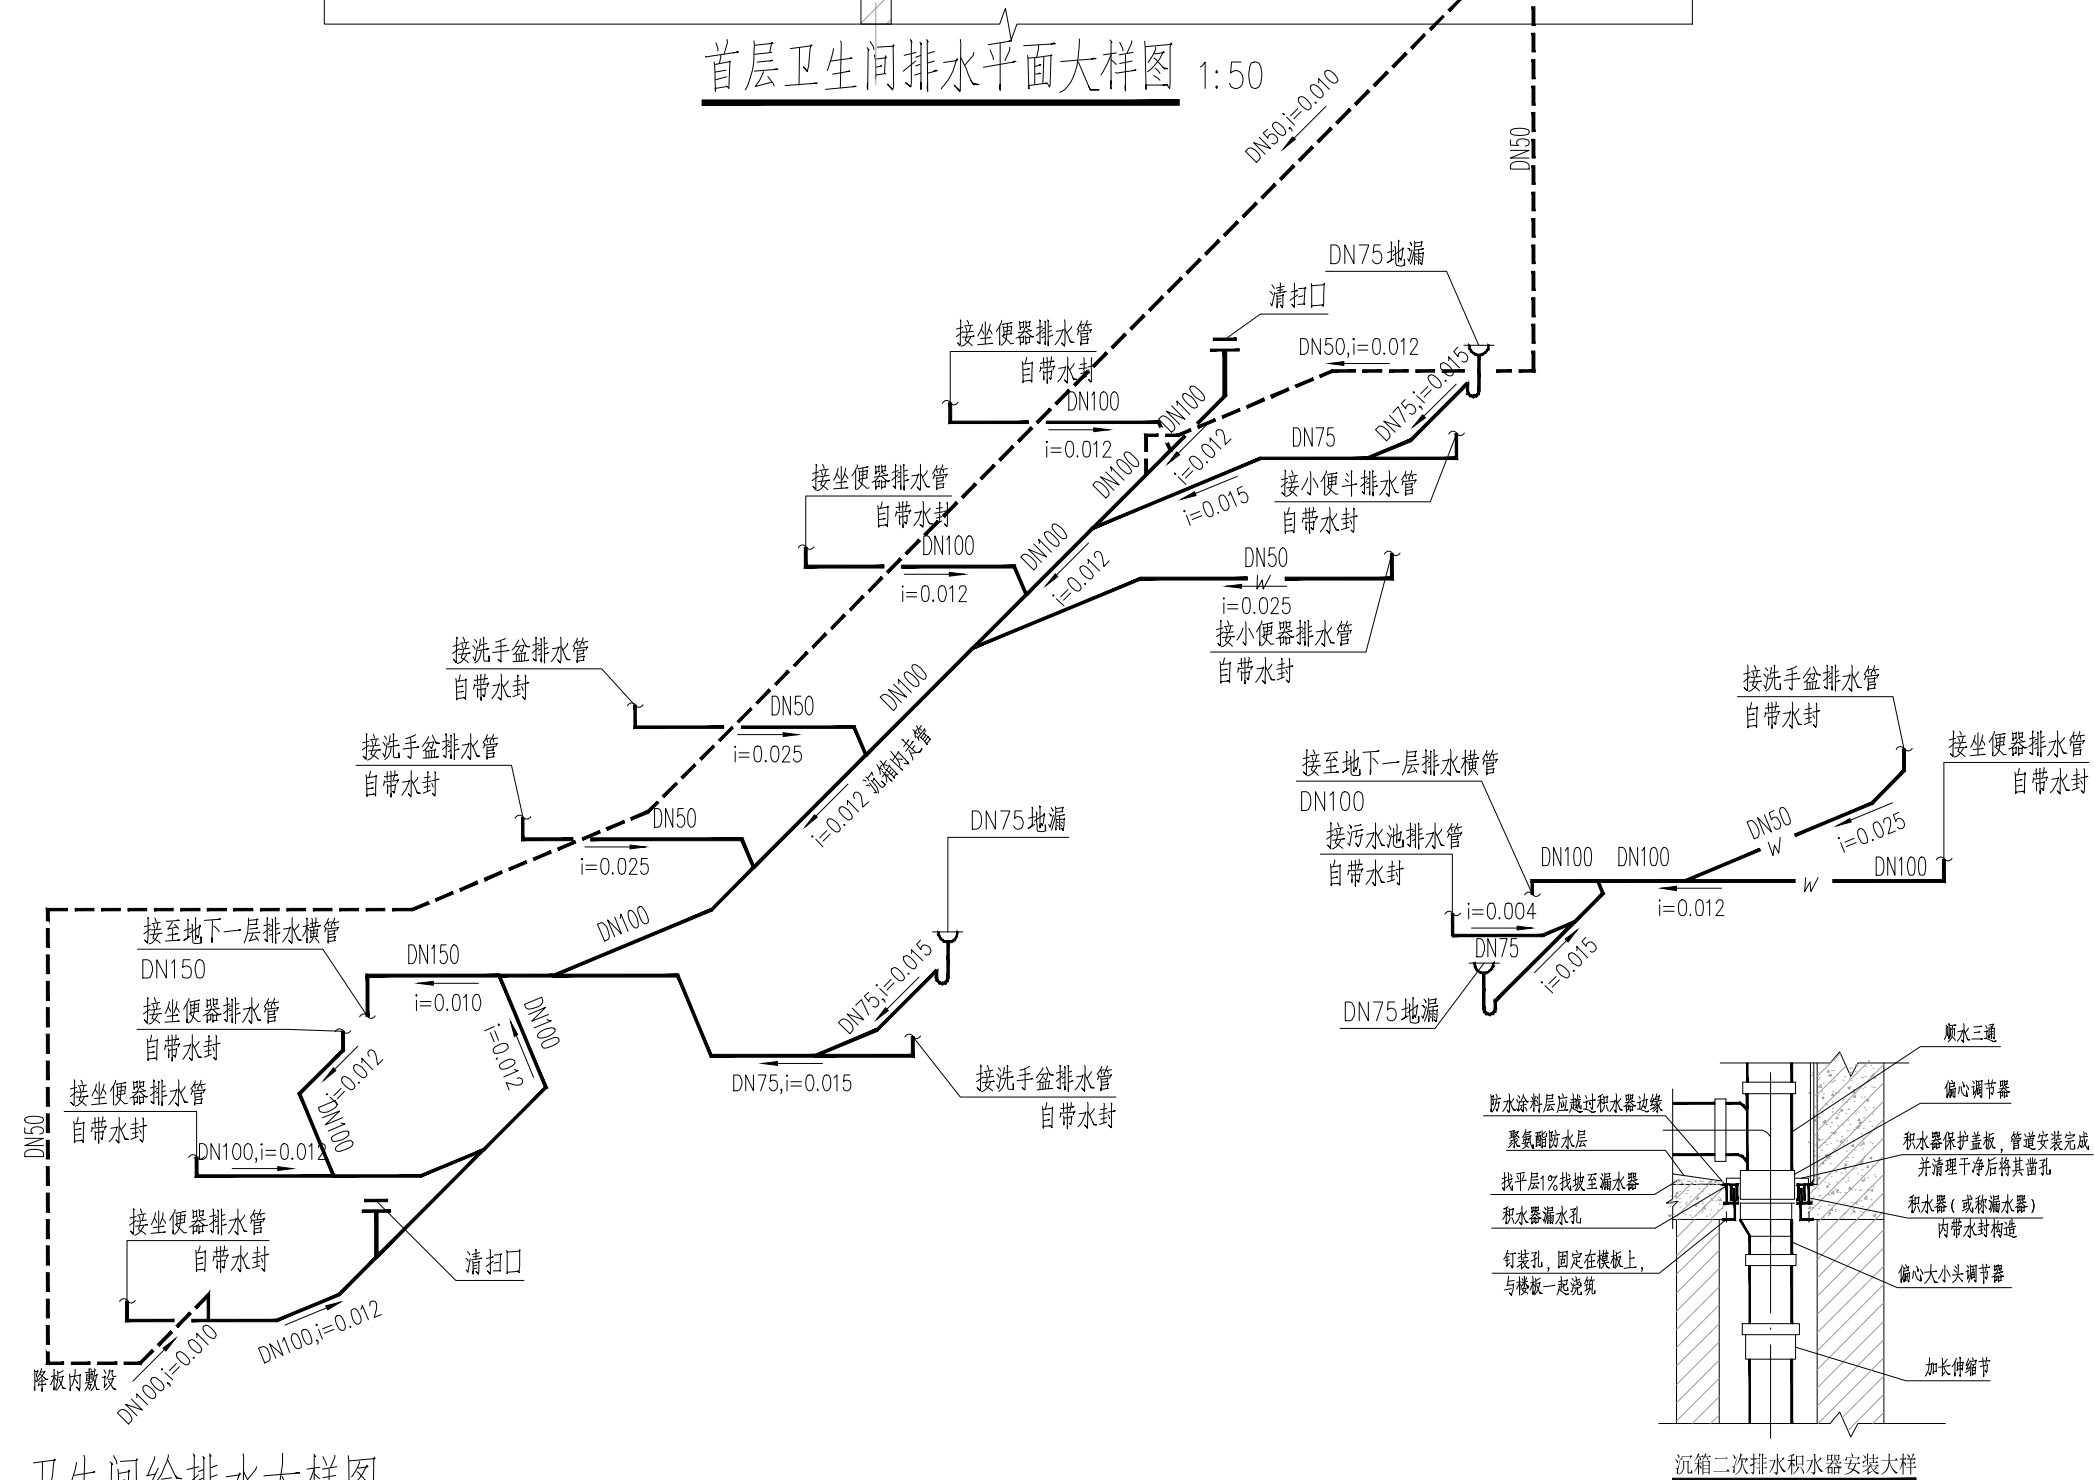 首层卫生间排水平面大样图 1:50
DN50,i=0.010
DN50
DN75地漏
清扫口
接坐便器排水管
自带水封
DN50,i=0.012
DN75,i=0.015
DN100
i=0.012
DN100
i=0.012
DN100
DN75
i=0.015
接小便斗排水管
自带水封
接坐便器排水管
自带水封
DN100
i=0.012
DN100
i=0.012
DN50
W
i=0.025
接小便器排水管
自带水封
接洗手盆排水管
自带水封
DN50
i=0.025
DN100
i=0.012 沉箱内走管
接洗手盆排水管
自带水封
DN50
i=0.025
DN100
DN75地漏
接至地下一层排水横管
DN150
DN150
i=0.010
DN75,i=0.015
DN75,i=0.015
接洗手盆排水管
自带水封
接坐便器排水管
自带水封
i=0.012
DN100
DN100
i=0.012
接坐便器排水管
自带水封
DN100,i=0.012
DN50
接坐便器排水管
自带水封
清扫口
DN100,i=0.012
DN100,i=0.010
降板内敷设
接洗手盆排水管
自带水封
接坐便器排水管
自带水封
接至地下一层排水横管
DN100
接污水池排水管
自带水封
DN50
W
i=0.025
DN100
DN100
DN100
W
i=0.012
i=0.004
DN75
i=0.015
DN75地漏
顺水三通
偏心调节器
防水涂料层应越过积水器边缘
聚氨酯防水层
积水器保护盖板，管道安装完成
并清理干净后将其凿孔
找平层1%找坡至漏水器
积水器漏水孔
积水器(或称漏水器)
内带水封构造
钉装孔，固定在模板上，
与楼板一起浇筑
偏心大小头调节器
加长伸缩节
沉箱二次排水积水器安装大样
卫生间给排水大样图